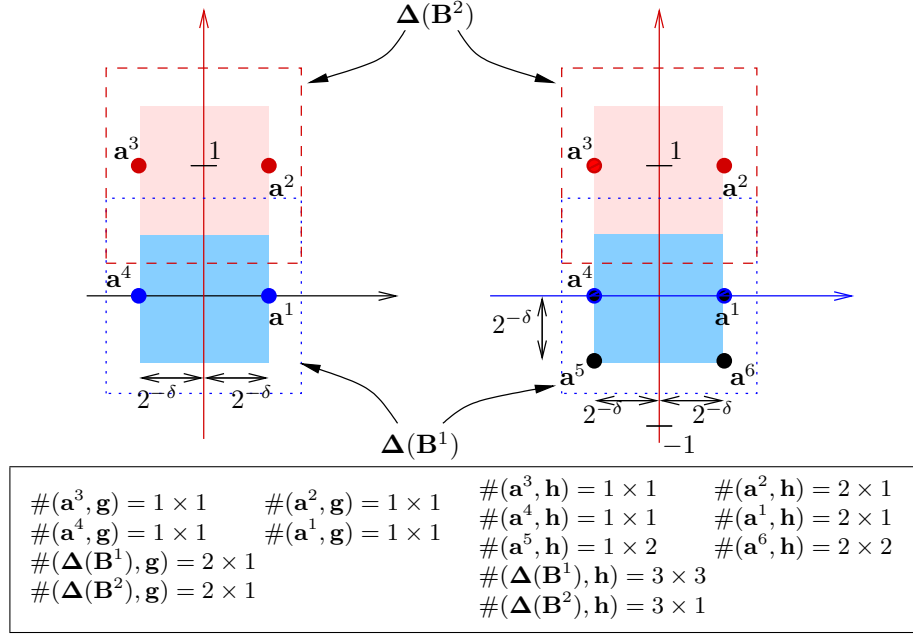 𝚫(𝐁²)
𝐚³ 1 𝐚²
𝐚⁴ 𝐚¹
2^{-δ} 2^{-δ}
𝐚³ 1 𝐚²
𝐚⁴ 𝐚¹
2^{-δ}
𝐚⁵ 𝐚⁶
2^{-δ} 2^{-δ}
−1
𝚫(𝐁¹)
#(𝐚³, 𝐠) = 1 × 1 #(𝐚², 𝐠) = 1 × 1
#(𝐚⁴, 𝐠) = 1 × 1 #(𝐚¹, 𝐠) = 1 × 1
#(𝚫(𝐁¹), 𝐠) = 2 × 1
#(𝚫(𝐁²), 𝐠) = 2 × 1
#(𝐚³, 𝐡) = 1 × 1 #(𝐚², 𝐡) = 2 × 1
#(𝐚⁴, 𝐡) = 1 × 1 #(𝐚¹, 𝐡) = 2 × 1
#(𝐚⁵, 𝐡) = 1 × 2 #(𝐚⁶, 𝐡) = 2 × 2
#(𝚫(𝐁¹), 𝐡) = 3 × 3
#(𝚫(𝐁²), 𝐡) = 3 × 1